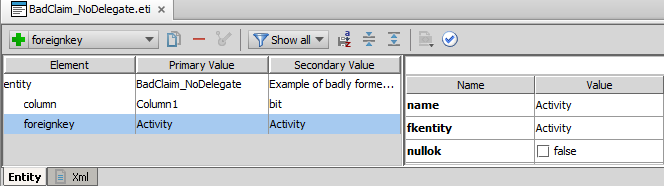 BadClaim_NoDelegate.eti
foreignkey
Show all
Element Primary Value Secondary Value
entity BadClaim_NoDelegate Example of badly forme...
column Column1 bit
foreignkey Activity Activity
Name Value
name Activity
fkentity Activity
nullok false
Entity Xml